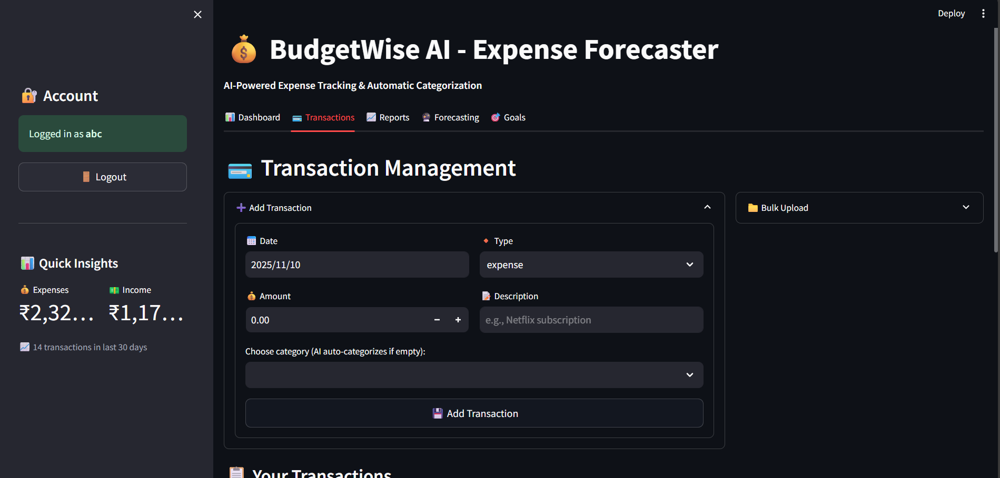 Deploy
Account
Logged in as abc
Logout
Quick Insights
Expenses
Income
₹2,32...
₹1,17...
14 transactions in last 30 days
BudgetWise AI - Expense Forecaster
AI-Powered Expense Tracking & Automatic Categorization
Dashboard
Transactions
Reports
Forecasting
Goals
Transaction Management
Add Transaction
Date
Type
2025/11/10
expense
Amount
Description
0.00
e.g., Netflix subscription
Choose category (AI auto-categorizes if empty):
Add Transaction
Bulk Upload
Your Transactions